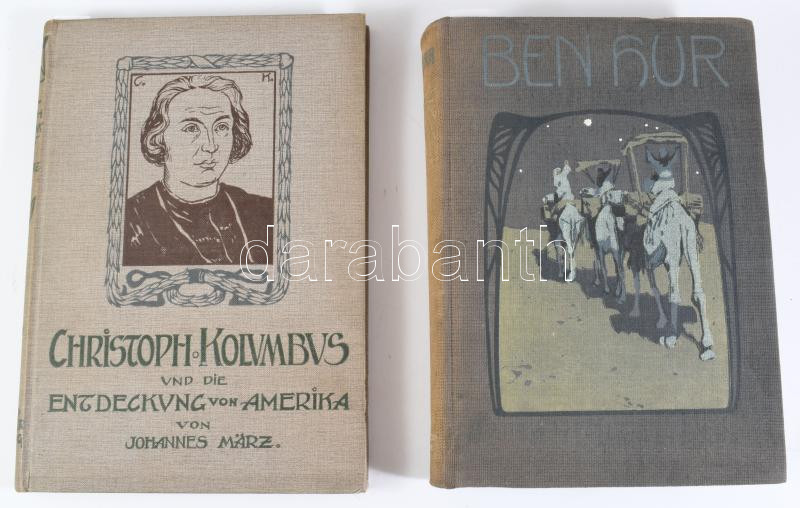 C. K.
CHRISTOPH KOLVMBVS
VND DIE
ENTDECKVNG VON AMERIKA
VON
JOHANNES MÄRZ.
BEN HUR
darabanth